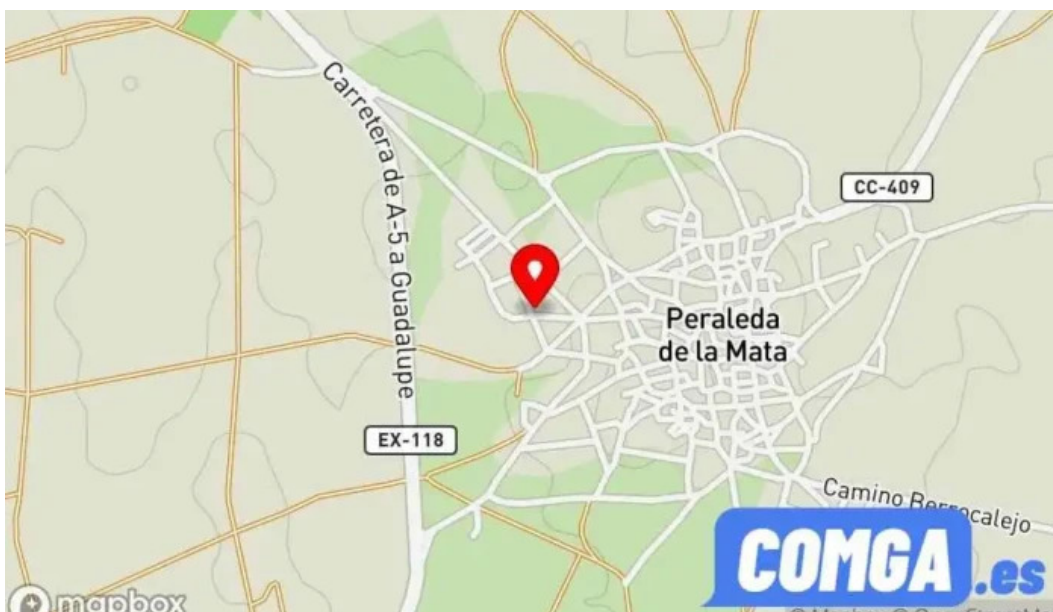 Carretera de A-5 a Guadalupe
CC-409
Peraleda
de la Mata
EX-118
Camino Berrocalejo
COMGA.es
mapbox